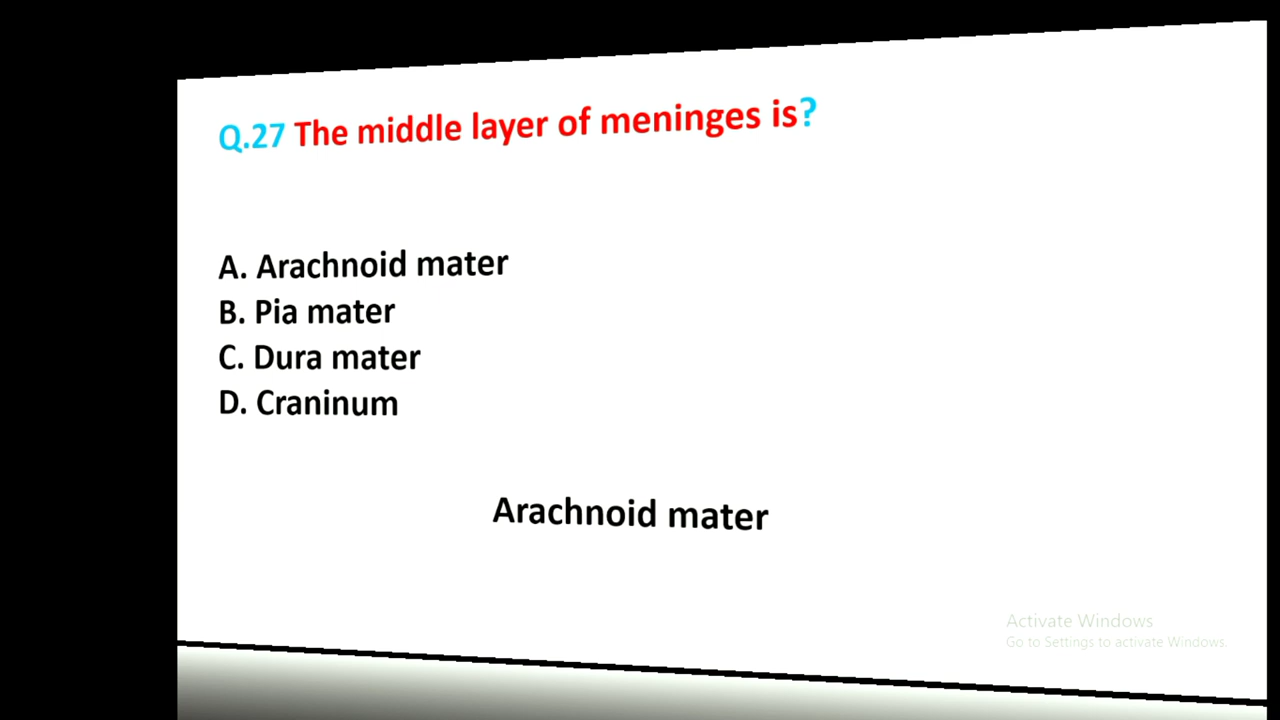 Q.27 The middle layer of meninges is?
A. Arachnoid mater
B. Pia mater
C. Dura mater
D. Craninum
Arachnoid mater
Activate Windows
Go to Settings to activate Windows.